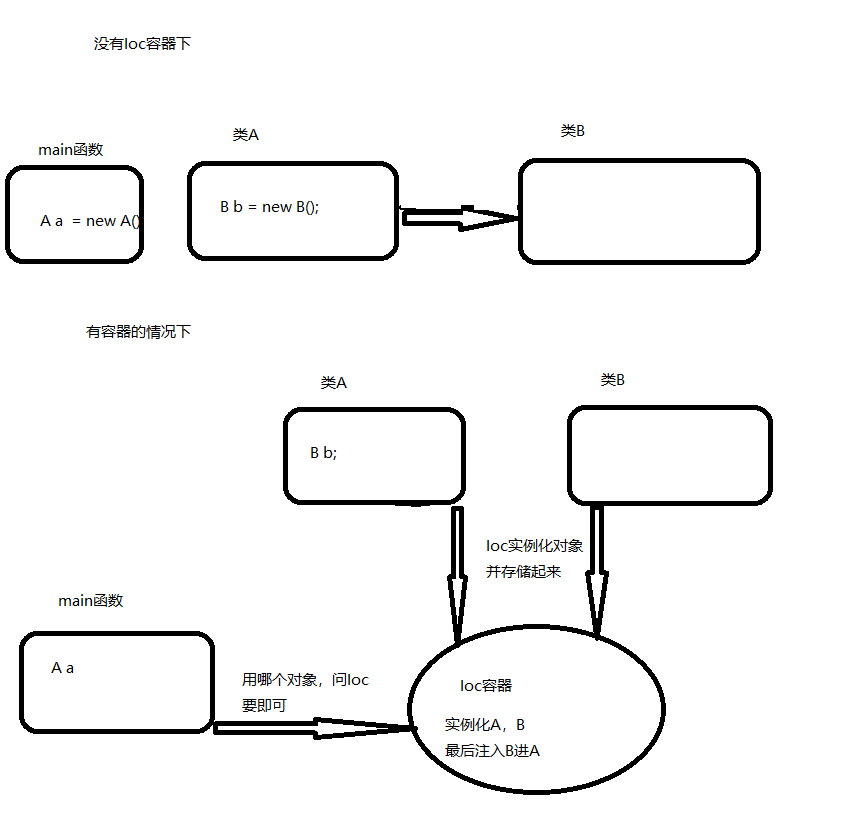 没有Ioc容器下
main函数
类A
类B
A a  = new A()
B b = new B();
有容器的情况下
类A
类B
B b;
Ioc实例化对象
并存储起来
main函数
A a
用哪个对象，问Ioc
要即可
Ioc容器
实例化A，B
最后注入B进A